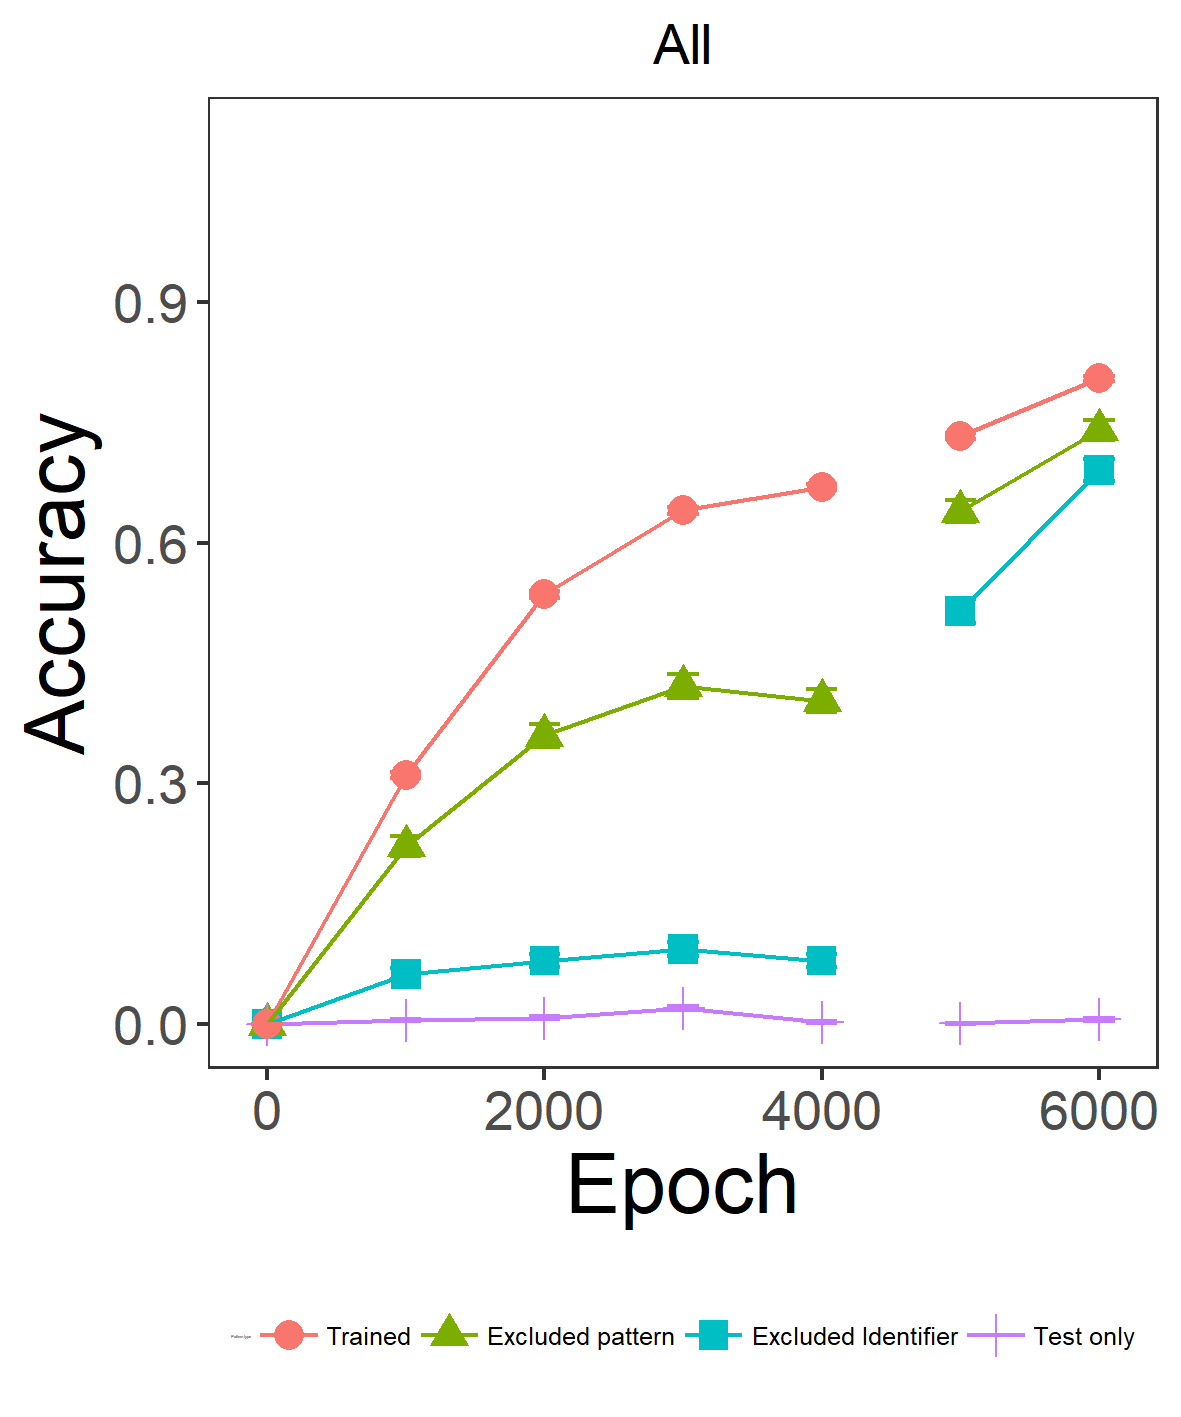 All
Accuracy
0.9
0.6
0.3
0.0
0 2000 4000 6000
Epoch
Trained Excluded pattern Excluded Identifier Test only